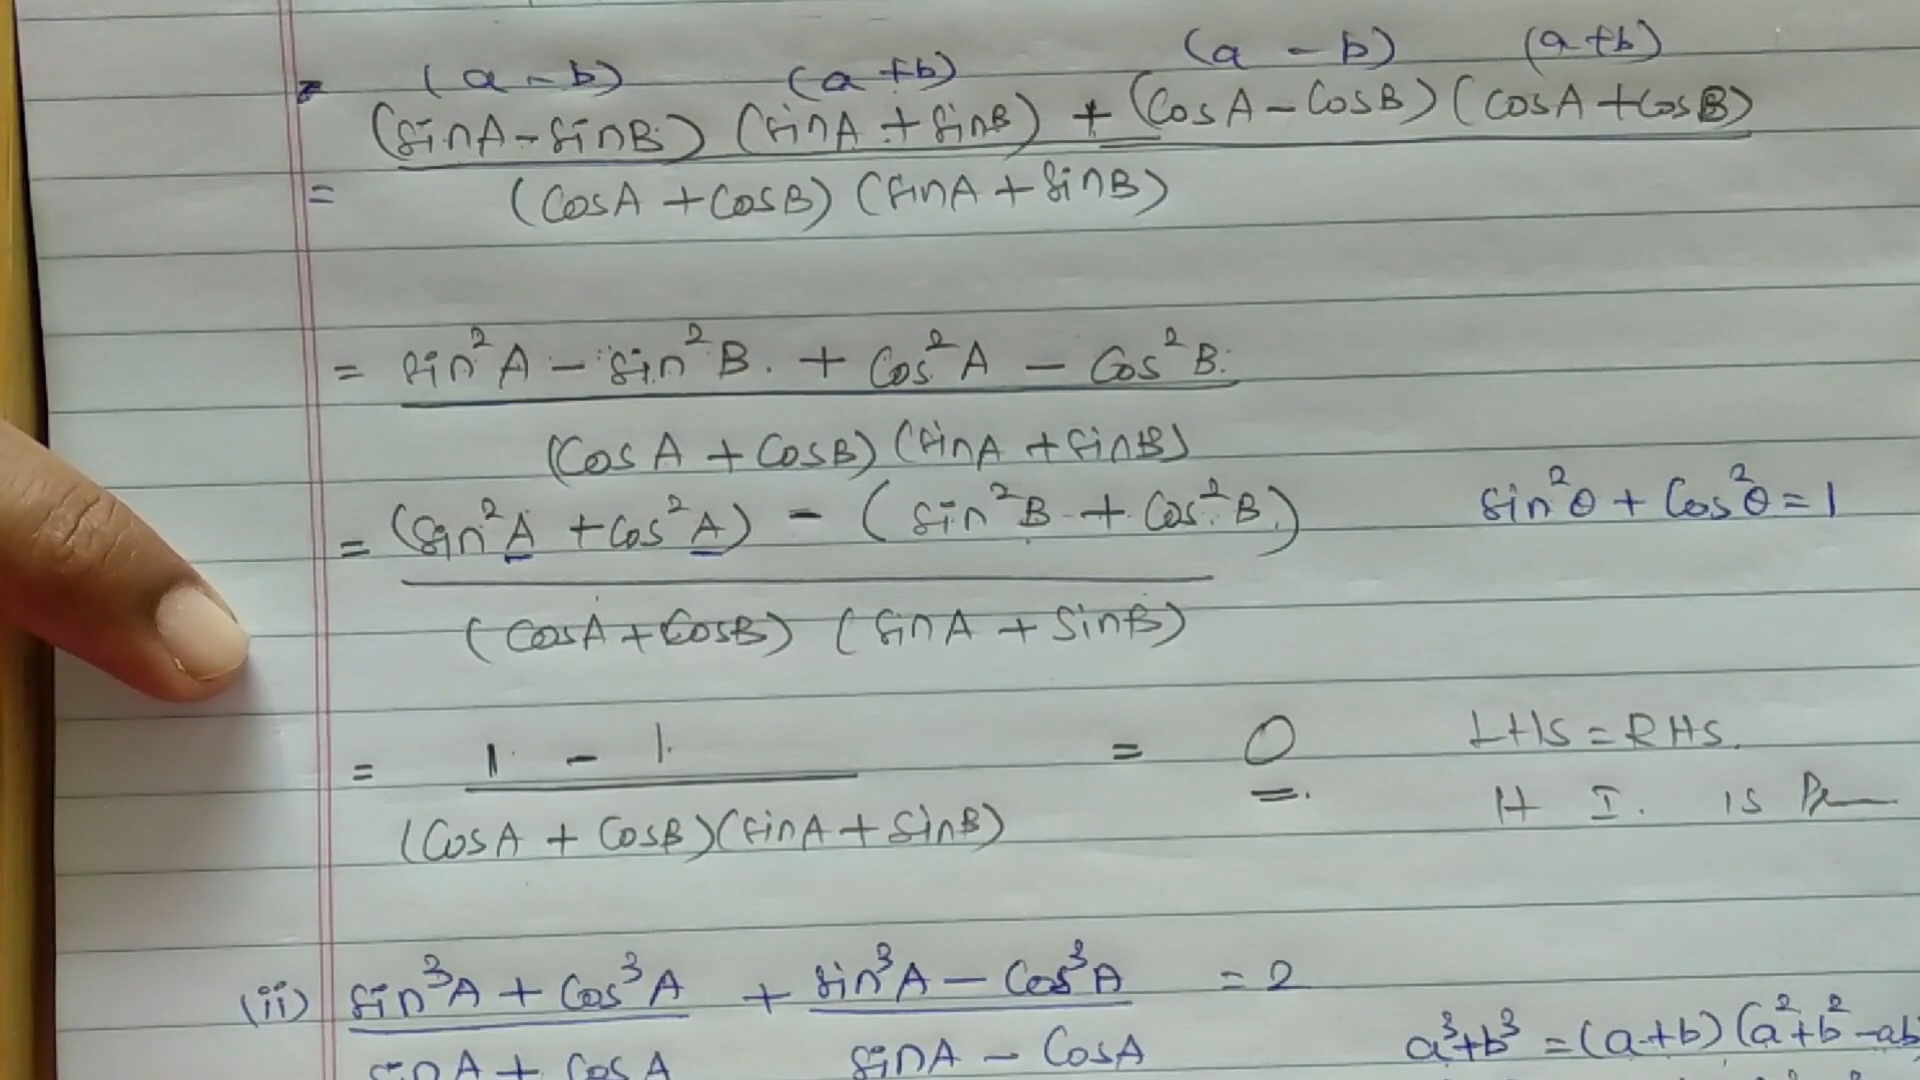 (a - b) (a +b) (a - b) (a +b)
(sinA - sinB) (sinA + sinB) + (CosA - CosB) (cosA + cosB)
= (CosA + cosB) (sinA + sinB)
= sin²A - sin²B. + Cos²A - Cos²B.
(Cos A + CosB) (sinA + sinB)
= (sin²A + cos²A) - (sin²B + Cos²B) sin²θ + Cos²θ = 1
(CosA + CosB) (sinA + SinB)
= 1 - 1 = 0 LHS = RHS.
(CosA + CosB) (sinA + sinB) H I. is
(ii) sin³A + Cos³A + sin³A - Cos³A = 2
sinA + CosA sinA - CosA a³+b³ = (a+b) (a²+b²-ab